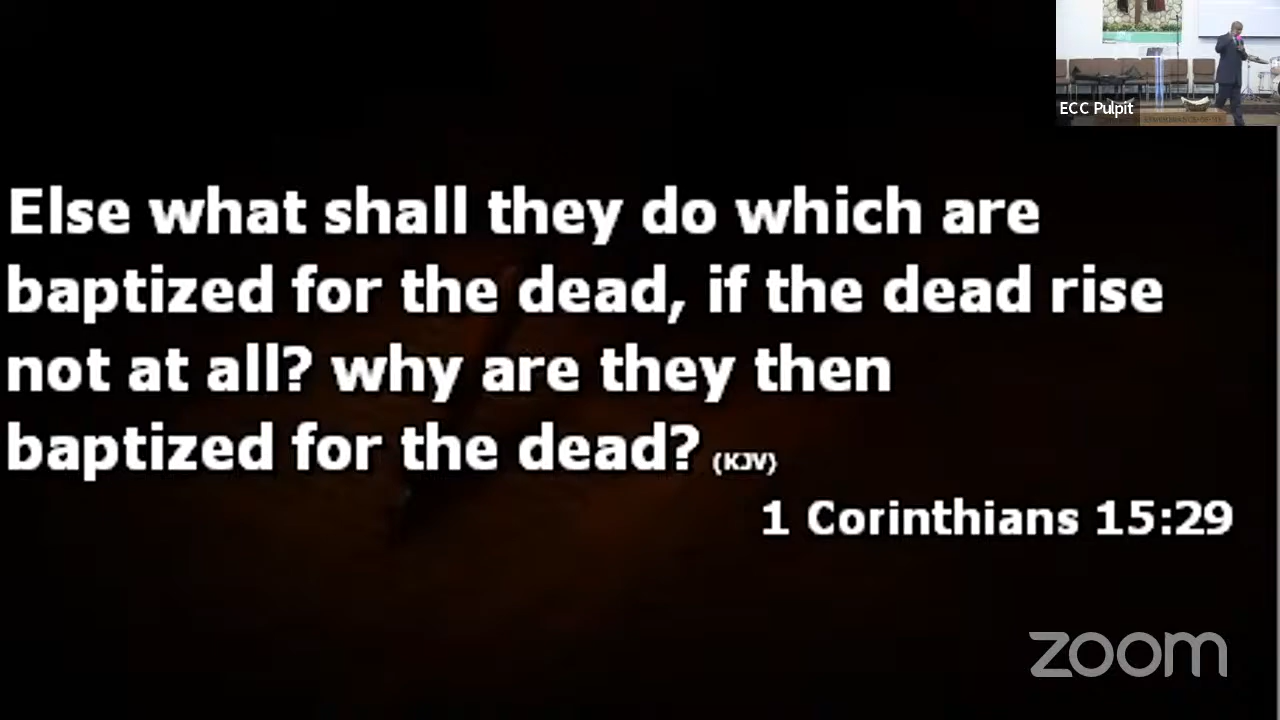 ECC Pulpit
Else what shall they do which are
baptized for the dead, if the dead rise
not at all? why are they then
baptized for the dead? (KJV)
1 Corinthians 15:29
zoom